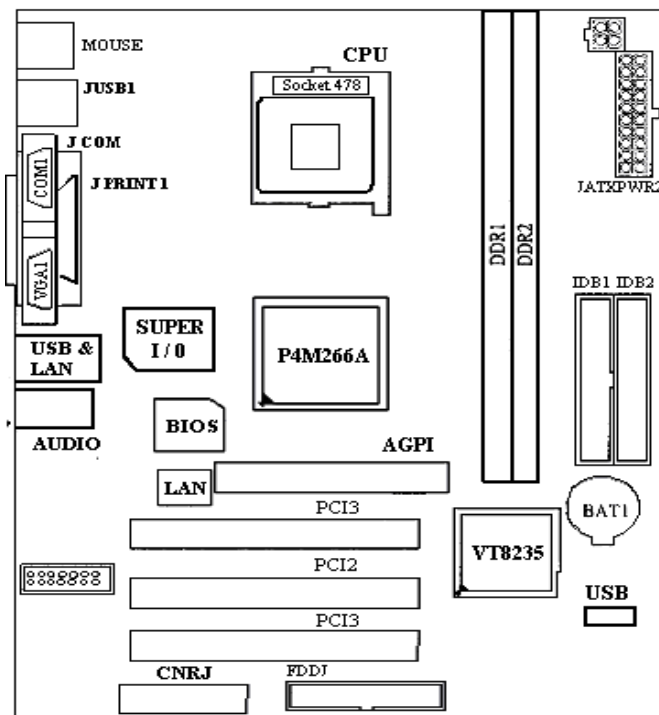 MOUSE
CPU
Socket 478
JUSB1
J COM
COM1
J PRINT1
JATXPWR2
DDR1
DDR2
VGA1
IDB1 IDB2
SUPER
I / 0
USB &
LAN
P4M266A
BIOS
AUDIO
AGPI
LAN
PCI3
BAT1
VT8235
PCI2
USB
PCI3
CNRJ
FDDJ